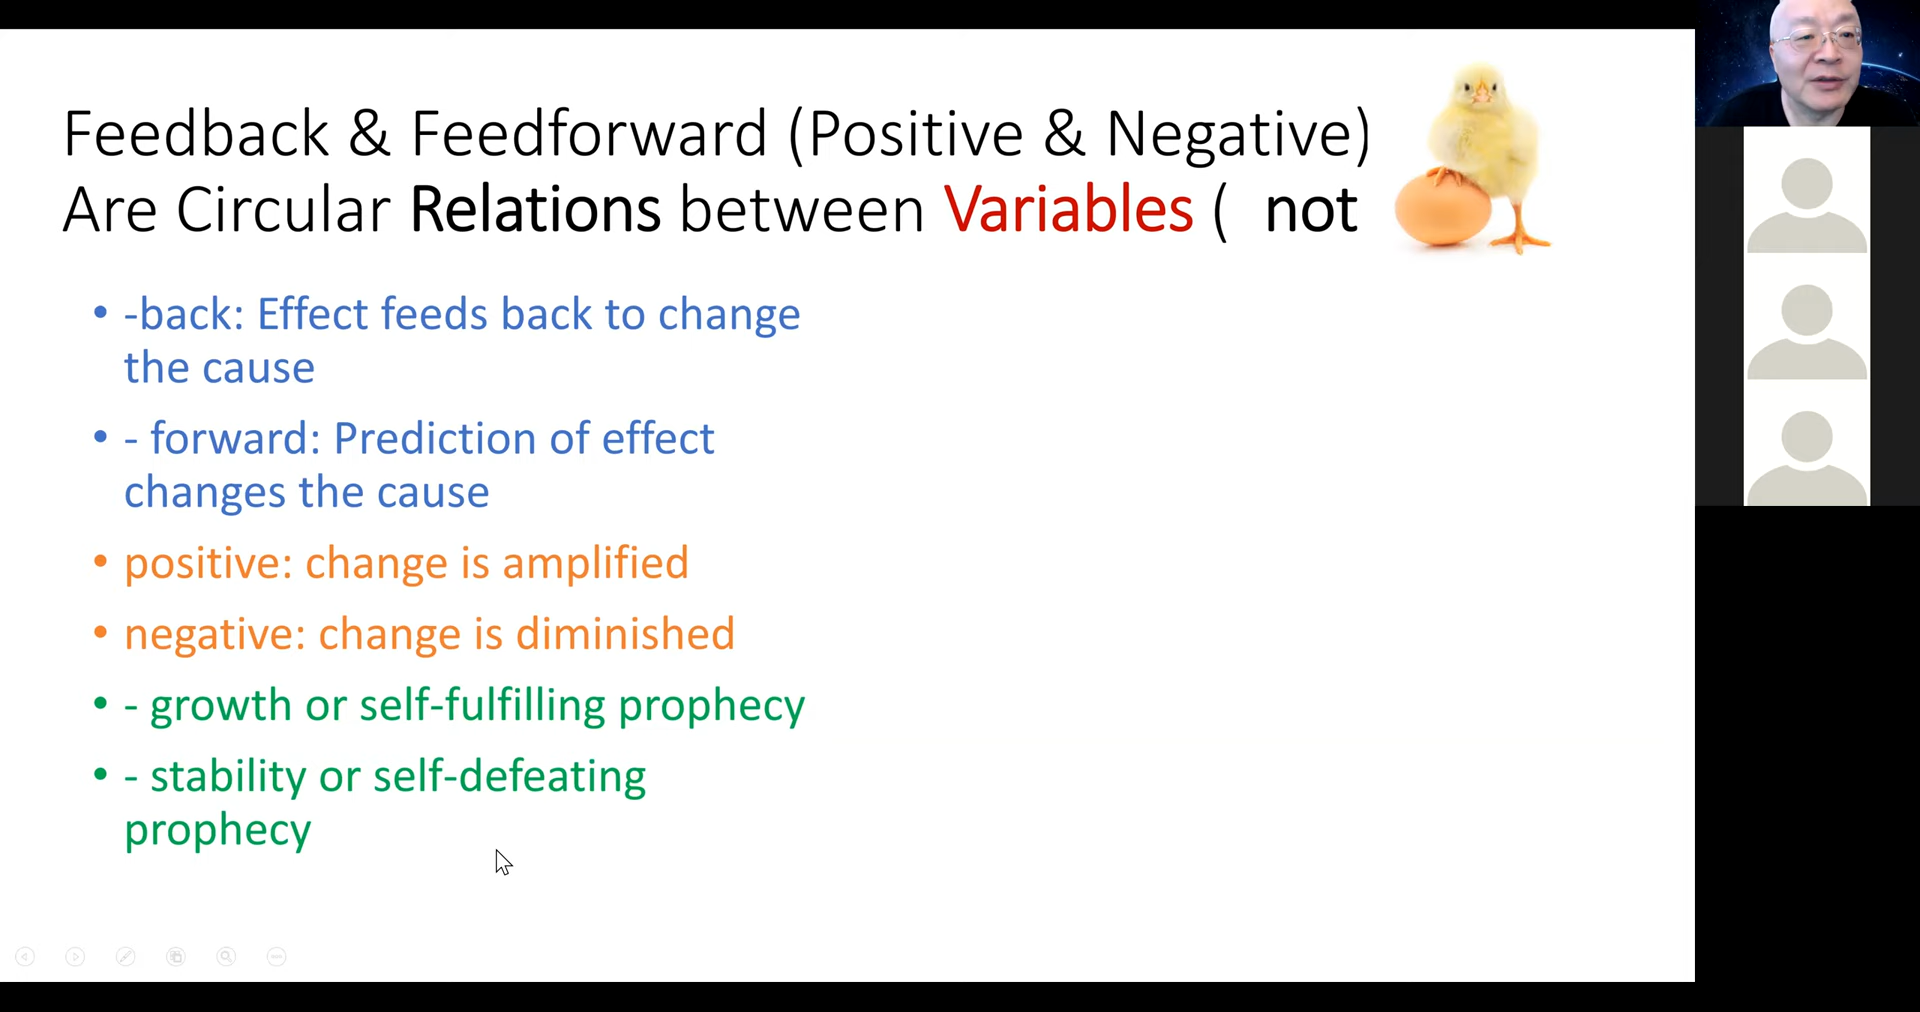 Feedback & Feedforward (Positive & Negative)
Are Circular Relations between Variables ( not
• -back: Effect feeds back to change
the cause
• - forward: Prediction of effect
changes the cause
• positive: change is amplified
• negative: change is diminished
• - growth or self-fulfilling prophecy
• - stability or self-defeating
prophecy